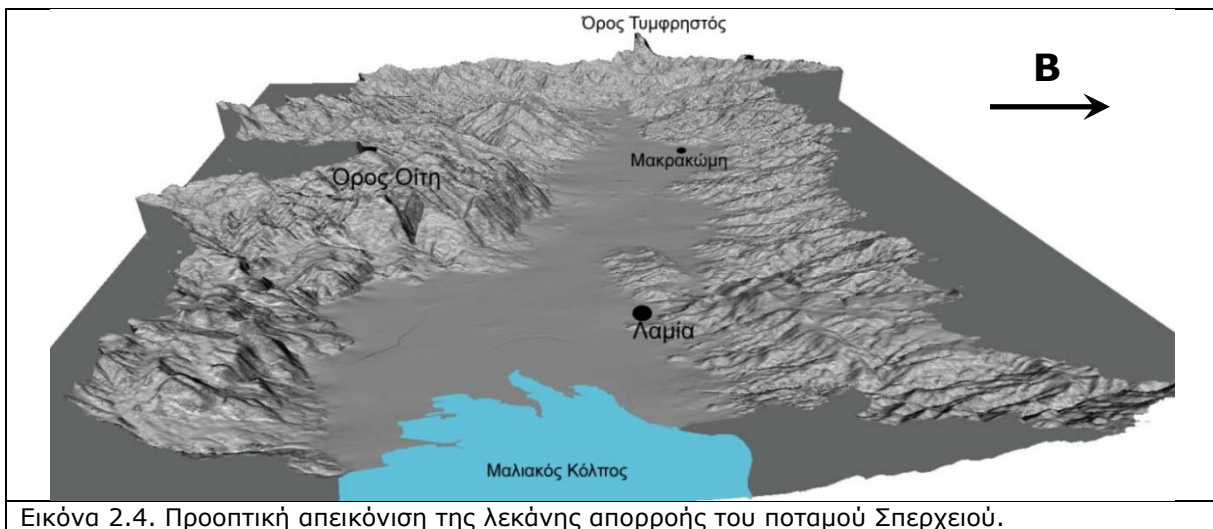 Όρος Τυμφρηστός
Β
Μακρακώμη
Όρος Οίτη
Λαμία
Μαλιακός Κόλπος
Εικόνα 2.4. Προοπτική απεικόνιση της λεκάνης απορροής του ποταμού Σπερχειού.